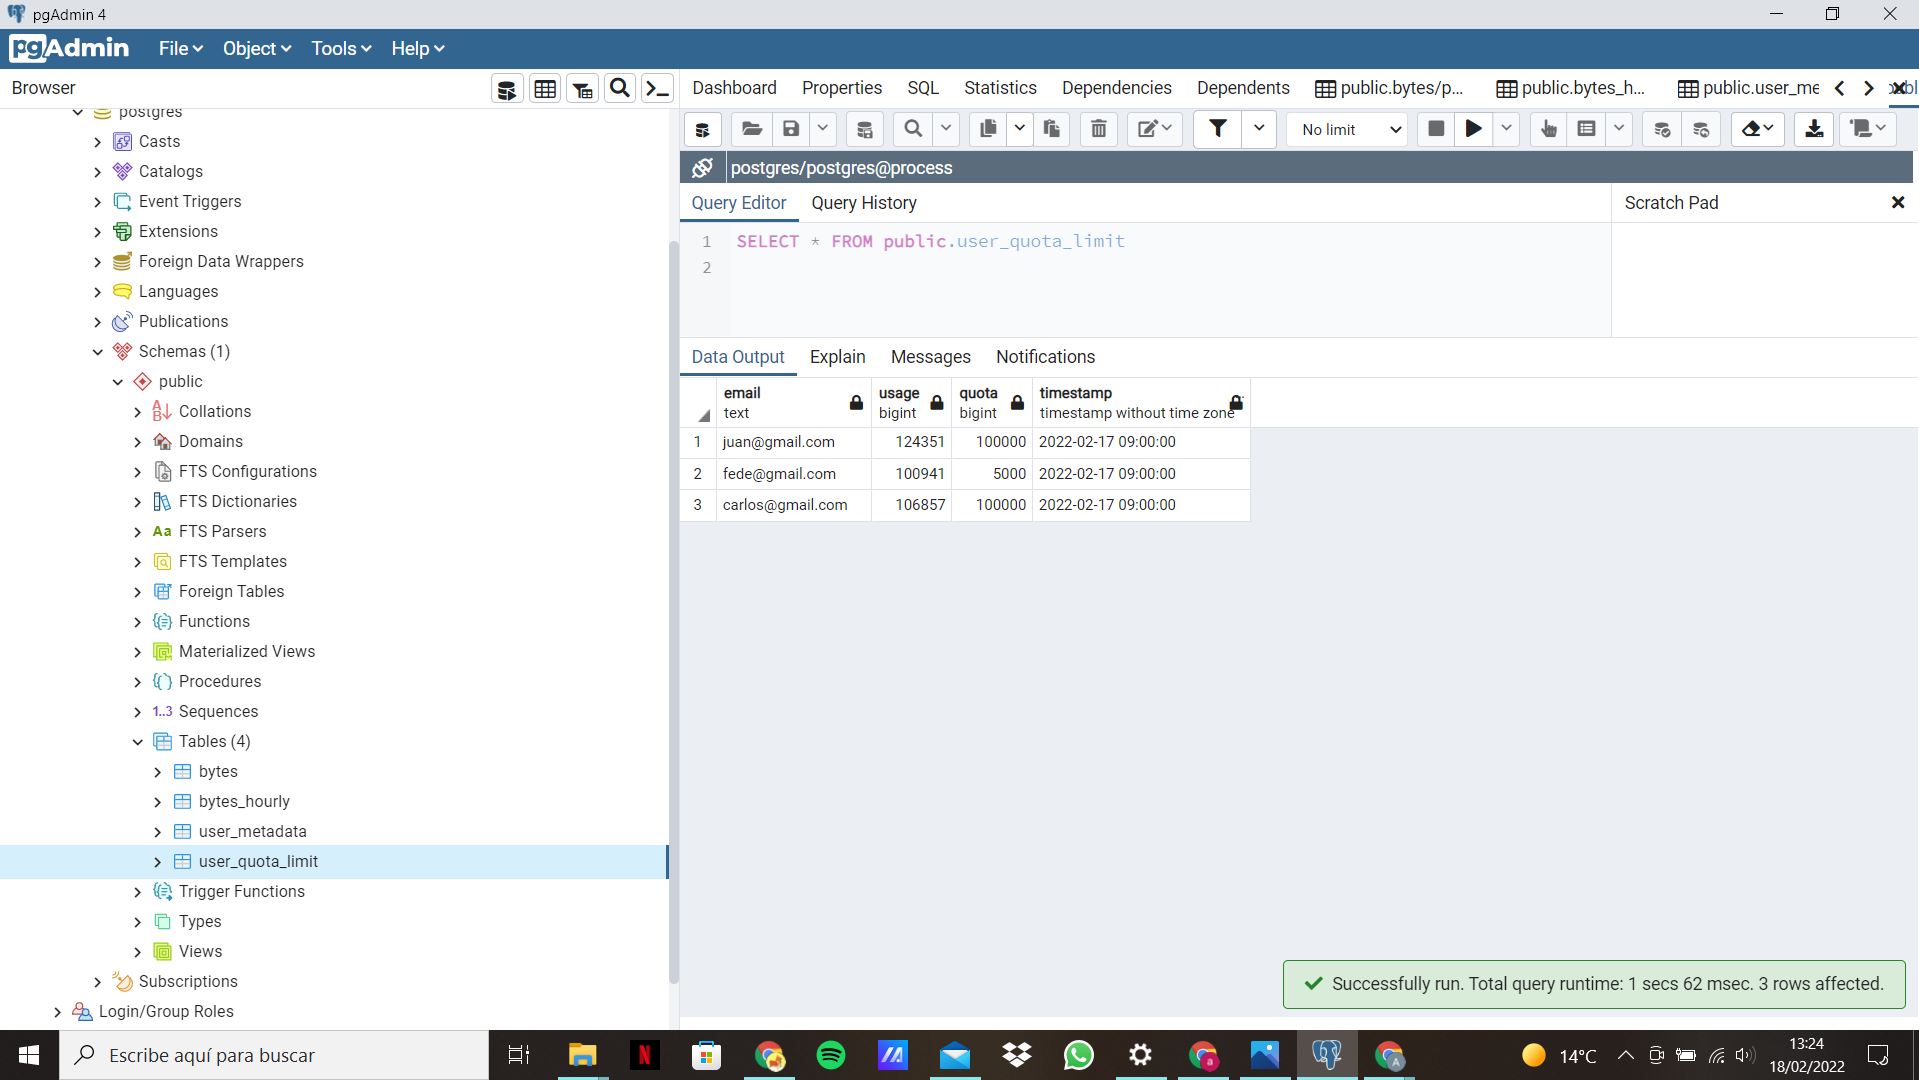 pgAdmin 4
pgAdmin File Object Tools Help
Browser
Dashboard Properties SQL Statistics Dependencies Dependents public.bytes/p... public.bytes_h... public.user_me
No limit
postgres/postgres@process
Query Editor Query History
Scratch Pad
1 SELECT * FROM public.user_quota_limit
2
Data Output Explain Messages Notifications
email usage quota timestamp
text bigint bigint timestamp without time zone
1 juan@gmail.com 124351 100000 2022-02-17 09:00:00
2 fede@gmail.com 100941 5000 2022-02-17 09:00:00
3 carlos@gmail.com 106857 100000 2022-02-17 09:00:00
postgres
Casts
Catalogs
Event Triggers
Extensions
Foreign Data Wrappers
Languages
Publications
Schemas (1)
public
Collations
Domains
FTS Configurations
FTS Dictionaries
Aa FTS Parsers
FTS Templates
Foreign Tables
Functions
Materialized Views
Procedures
1..3 Sequences
Tables (4)
bytes
bytes_hourly
user_metadata
user_quota_limit
Trigger Functions
Types
Views
Subscriptions
Login/Group Roles
Successfully run. Total query runtime: 1 secs 62 msec. 3 rows affected.
Escribe aquí para buscar
14°C
13:24
18/02/2022